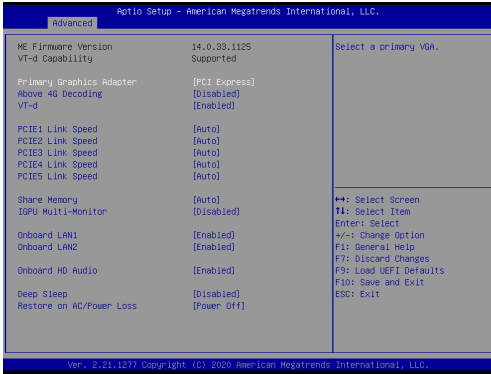 Aptio Setup – American Megatrends International, LLC.
Advanced
ME Firmware Version 14.0.33.1125
VT-d Capability Supported
Primary Graphics Adapter [PCI Express]
Above 4G Decoding [Disabled]
VT-d [Enabled]
PCIE1 Link Speed [Auto]
PCIE2 Link Speed [Auto]
PCIE3 Link Speed [Auto]
PCIE4 Link Speed [Auto]
PCIE5 Link Speed [Auto]
Share Memory [Auto]
IGPU Multi-Monitor [Disabled]
Onboard LAN1 [Enabled]
Onboard LAN2 [Enabled]
Onboard HD Audio [Enabled]
Deep Sleep [Disabled]
Restore on AC/Power Loss [Power Off]
Select a primary VGA.
↔: Select Screen
↑↓: Select Item
Enter: Select
+/-: Change Option
F1: General Help
F7: Discard Changes
F9: Load UEFI Defaults
F10: Save and Exit
ESC: Exit
Ver. 2.21.1277 Copyright (C) 2020 American Megatrends International, LLC.